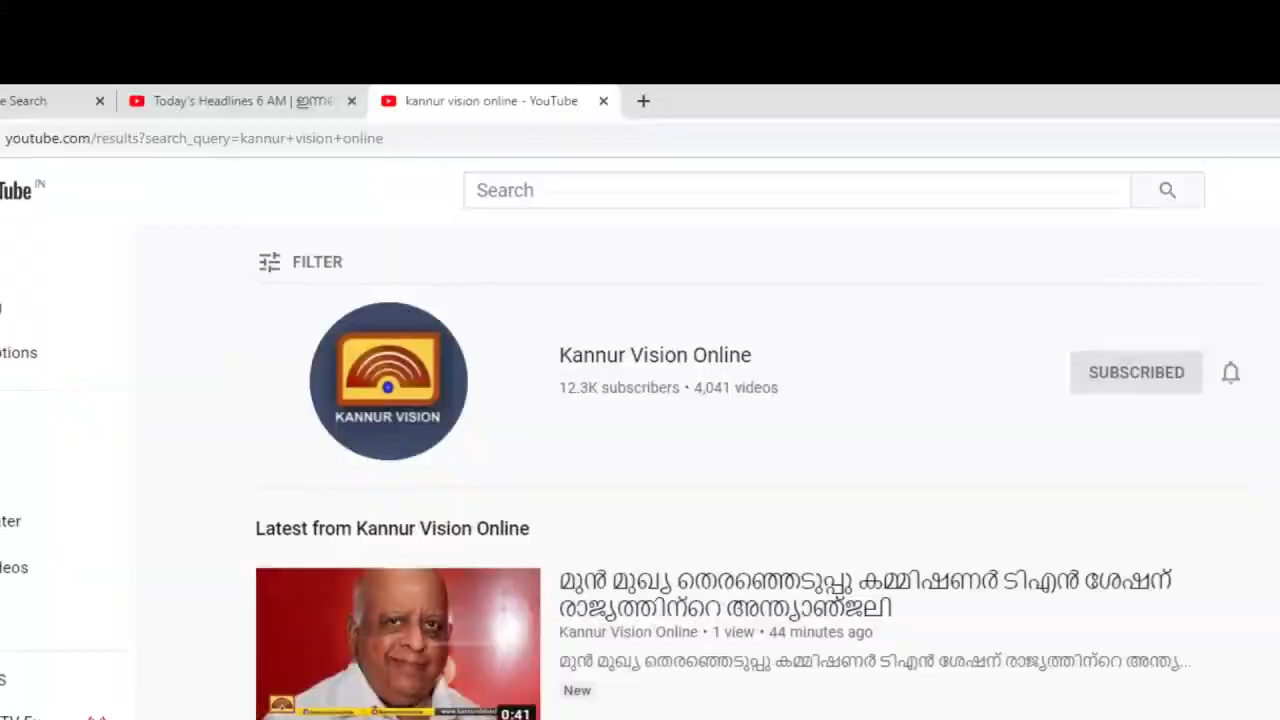 e Search
Today's Headlines 6 AM | ഇന്നത്
kannur vision online - YouTube
youtube.com/results?search_query=kannur+vision+online
Tube IN
Search
FILTER
otions
KANNUR VISION
Kannur Vision Online
12.3K subscribers • 4,041 videos
SUBSCRIBED
ter
Latest from Kannur Vision Online
deos
മുൻ മുഖ്യ തെരഞ്ഞെടുപ്പു കമ്മിഷണർ ടിഎൻ ശേഷന്
രാജ്യത്തിന്റെ അന്ത്യാഞ്ജലി
Kannur Vision Online • 1 view • 44 minutes ago
മുൻ മുഖ്യ തെരഞ്ഞെടുപ്പു കമ്മിഷണർ ടിഎൻ ശേഷന് രാജ്യത്തിന്റെ അന്ത്യ...
S
New
0:41